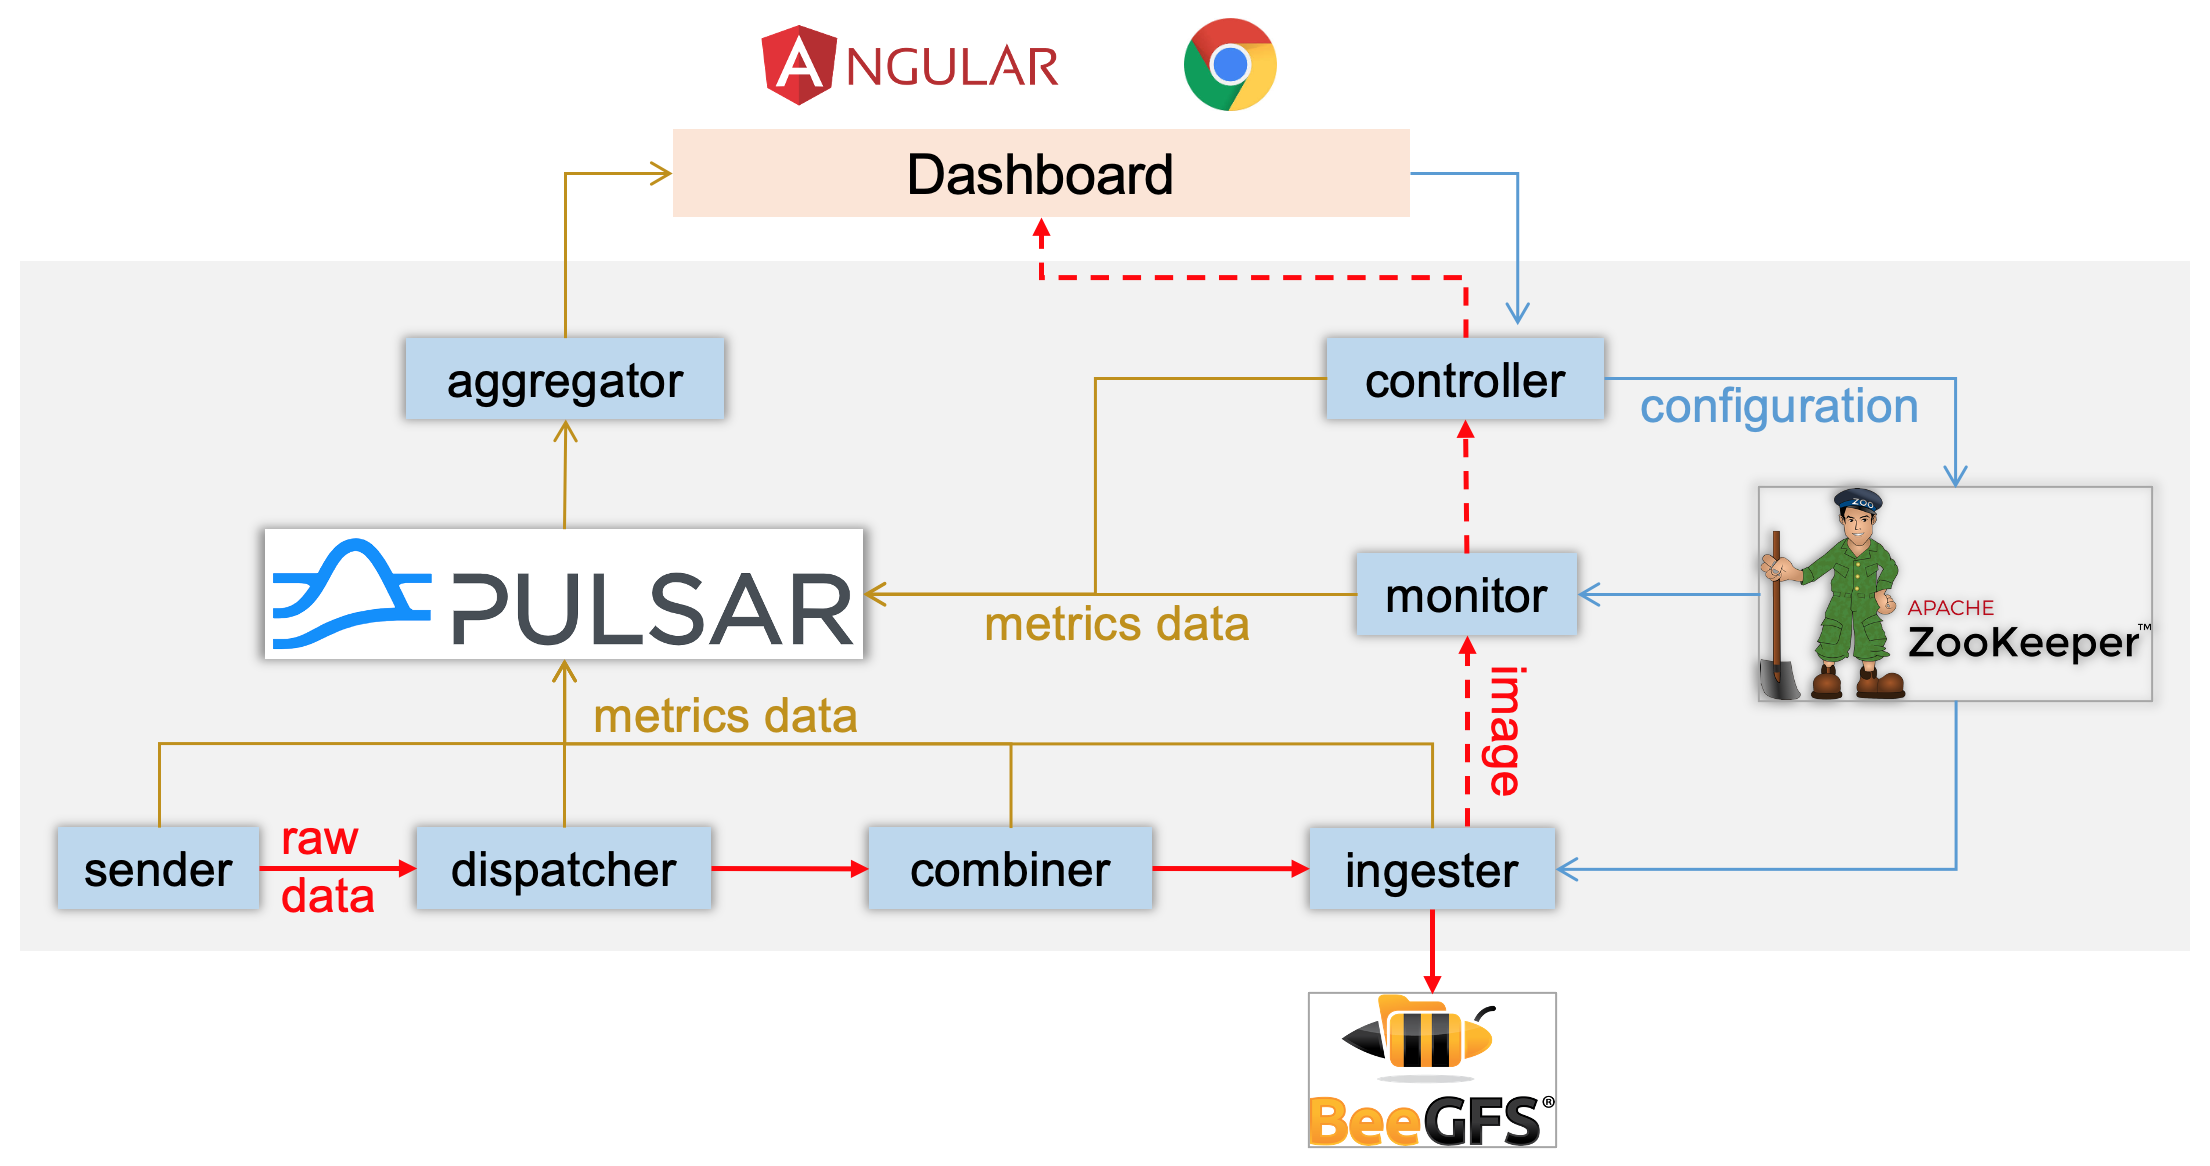 ANGULAR
Dashboard
aggregator
controller
configuration
ZOO
PULSAR
metrics data
monitor
APACHE
ZooKeeper™
image
metrics data
sender
raw
data
dispatcher
combiner
ingester
BeeGFS®